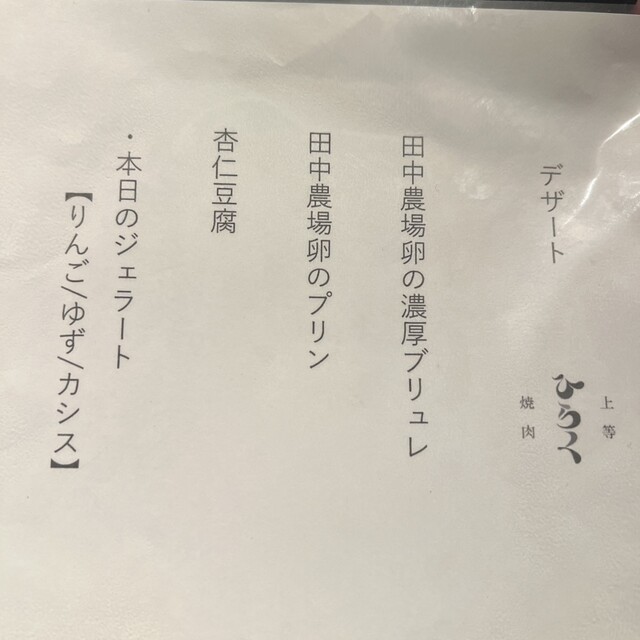 上等
ひらく
焼肉
デザート
田中農場卵の濃厚ブリュレ
田中農場卵のプリン
杏仁豆腐
・本日のジェラート
【りんご/ゆず/カシス】